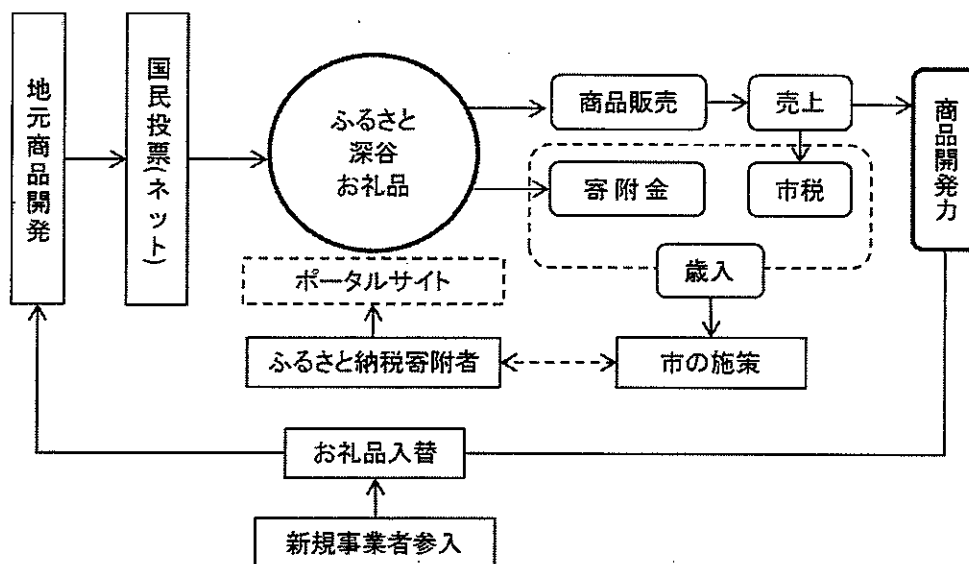 地元商品開発
国民投票(ネット)
ふるさと
深谷
お礼品
商品販売
売上
商品開発力
寄附金
市税
歳入
ポータルサイト
ふるさと納税寄附者
市の施策
お礼品入替
新規事業者参入